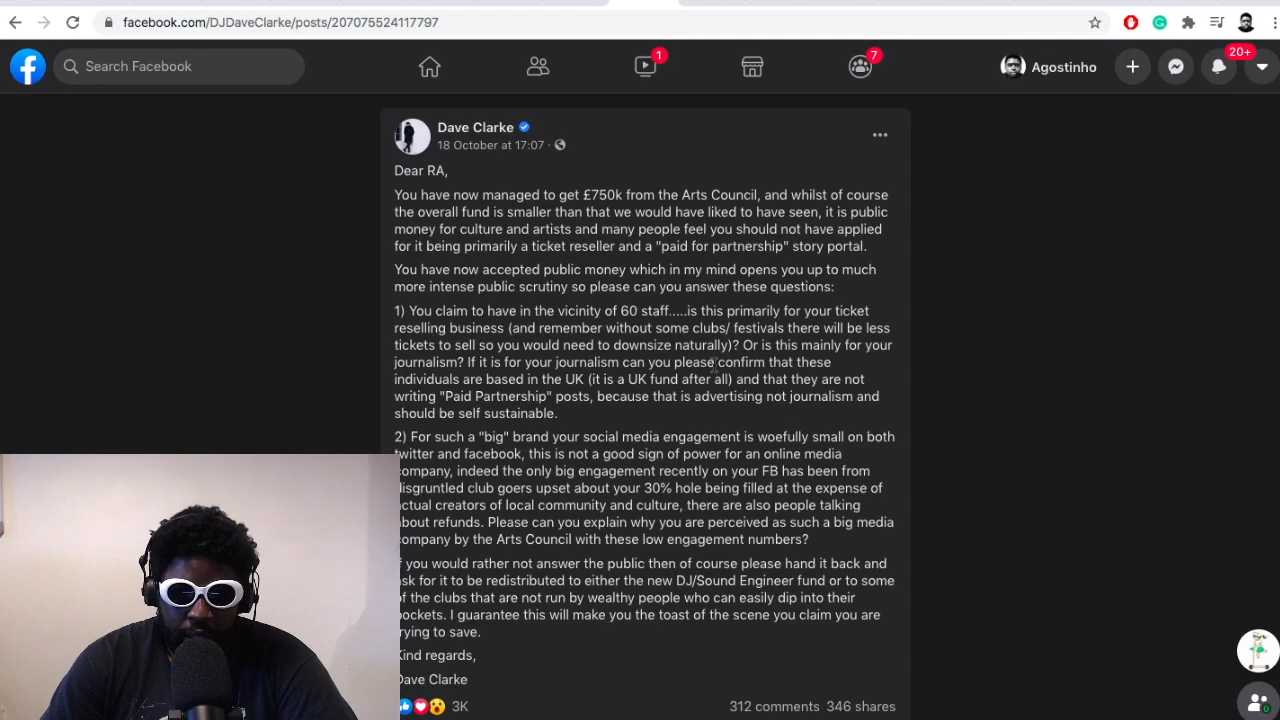 facebook.com/DJDaveClarke/posts/207075524117797
Search Facebook
1
7
Agostinho
20+
Dave Clarke
18 October at 17:07 ·
Dear RA,
You have now managed to get £750k from the Arts Council, and whilst of course
the overall fund is smaller than that we would have liked to have seen, it is public
money for culture and artists and many people feel you should not have applied
for it being primarily a ticket reseller and a "paid for partnership" story portal.
You have now accepted public money which in my mind opens you up to much
more intense public scrutiny so please can you answer these questions:
1) You claim to have in the vicinity of 60 staff.....is this primarily for your ticket
reselling business (and remember without some clubs/ festivals there will be less
tickets to sell so you would need to downsize naturally)? Or is this mainly for your
journalism? If it is for your journalism can you please confirm that these
individuals are based in the UK (it is a UK fund after all) and that they are not
writing "Paid Partnership" posts, because that is advertising not journalism and
should be self sustainable.
2) For such a "big" brand your social media engagement is woefully small on both
twitter and facebook, this is not a good sign of power for an online media
company, indeed the only big engagement recently on your FB has been from
disgruntled club goers upset about your 30% hole being filled at the expense of
actual creators of local community and culture, there are also people talking
about refunds. Please can you explain why you are perceived as such a big media
company by the Arts Council with these low engagement numbers?
If you would rather not answer the public then of course please hand it back and
ask for it to be redistributed to either the new DJ/Sound Engineer fund or to some
of the clubs that are not run by wealthy people who can easily dip into their
pockets. I guarantee this will make you the toast of the scene you claim you are
trying to save.
Kind regards,
Dave Clarke
3K
312 comments 346 shares